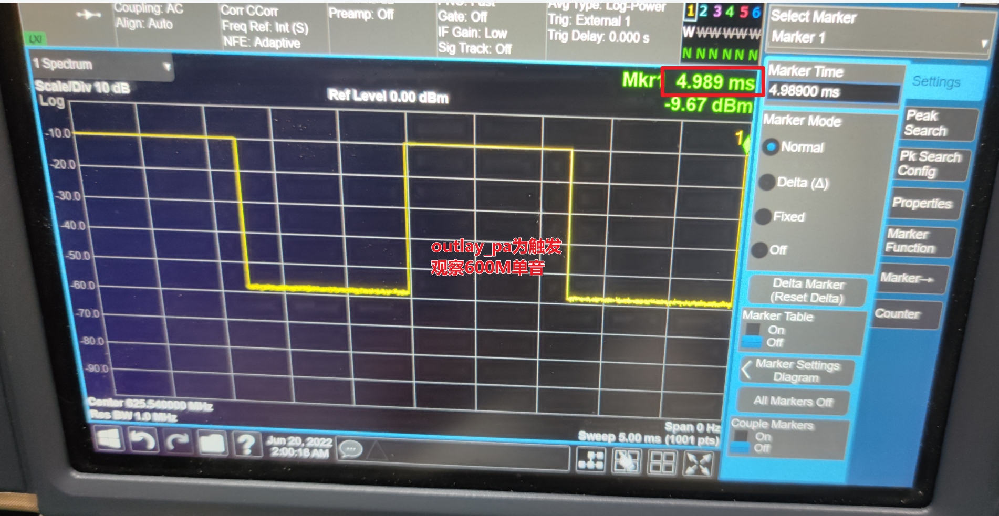 Coupling: AC
Align: Auto
Corr CCorr
Freq Ref: Int (S)
NFE: Adaptive
Preamp: Off
Gate: Off
IF Gain: Low
Sig Track: Off
Avg Type: Log-Power
Trig: External 1
Trig Delay: 0.000 s
1 2 3 4 5 6
W W W W W W
N N N N N N
LXI
Select Marker
Marker 1
1 Spectrum
Scale/Div 10 dB
Log
Ref Level 0.00 dBm
Mkr1 4.989 ms
-9.67 dBm
Marker Time
4.98900 ms
Settings
-10.0
-20.0
-30.0
-40.0
-50.0
-60.0
-70.0
-80.0
-90.0
1
outlay_pa为触发
观察600M单音
Marker Mode
Normal
Delta (Δ)
Fixed
Off
Delta Marker
(Reset Delta)
Marker Table
On
Off
Marker Settings
Diagram
All Markers Off
Couple Markers
On
Off
Peak
Search
Pk Search
Config
Properties
Marker
Function
Marker→
Counter
Center 625.540000 MHz
Res BW 1.0 MHz
Span 0 Hz
Sweep 5.00 ms (1001 pts)
?
Jun 20, 2022
2:00:18 AM